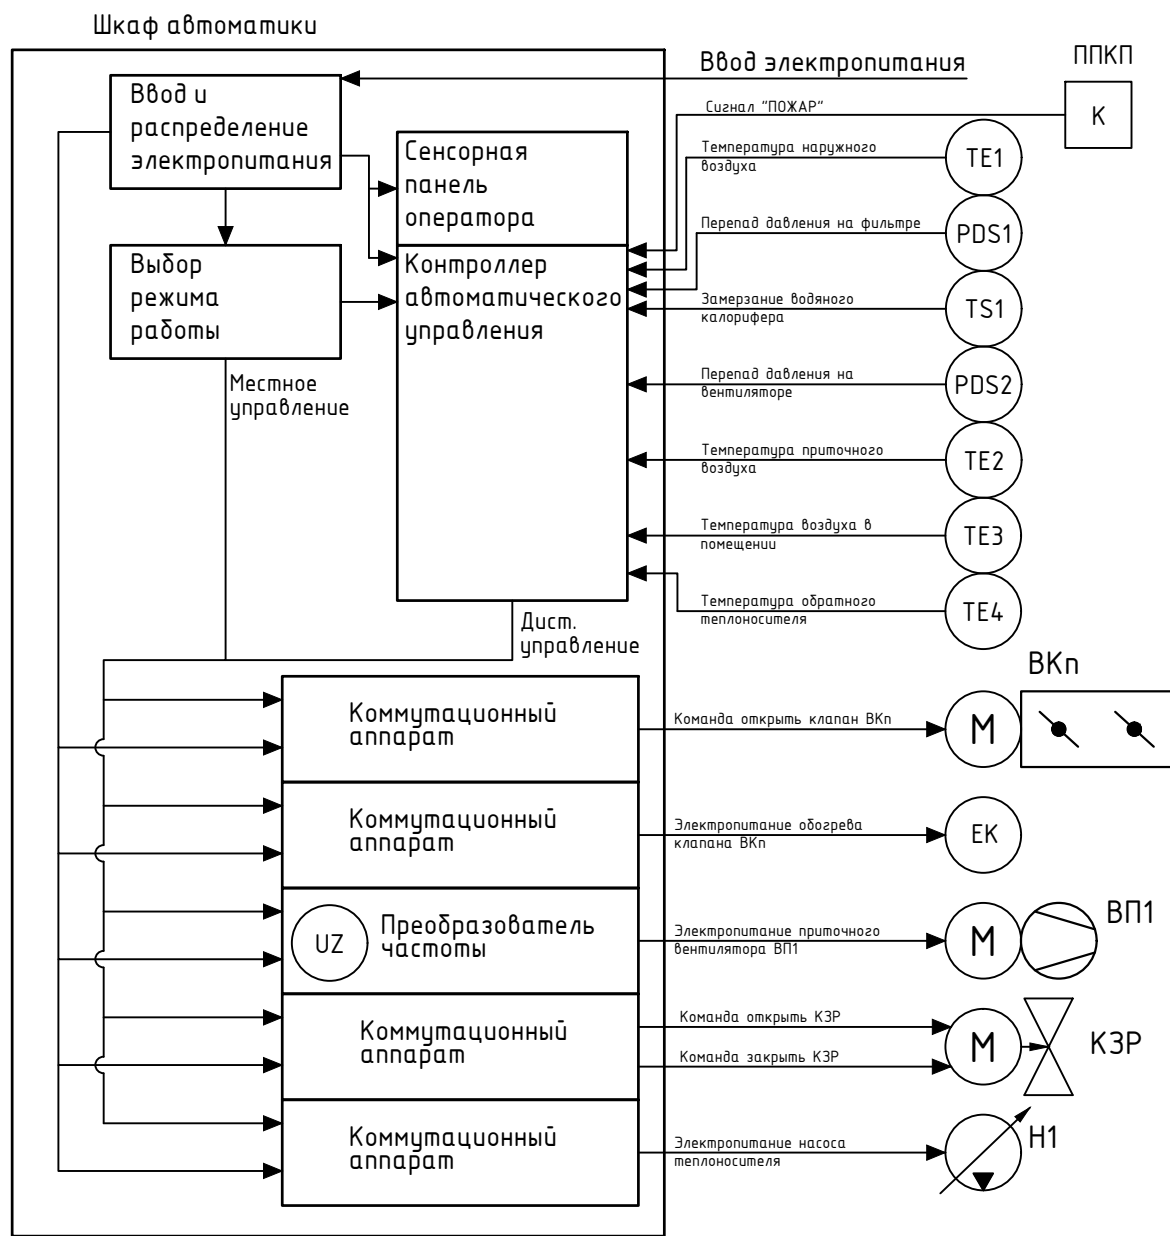 Шкаф автоматики
Ввод электропитания
ППКП
К
Ввод и
распределение
электропитания
Сенсорная
панель
оператора
Выбор
режима
работы
Контроллер
автоматического
управления
Местное
управление
Дист.
управление
Сигнал "ПОЖАР"
Температура наружного
воздуха
TE1
Перепад давления на фильтре
PDS1
Замерзание водяного
калорифера
TS1
Перепад давления на
вентиляторе
PDS2
Температура приточного
воздуха
TE2
Температура воздуха в
помещении
TE3
Температура обратного
теплоносителя
TE4
ВКп
Коммутационный
аппарат
Команда открыть клапан ВКп
М
Коммутационный
аппарат
Электропитание обогрева
клапана ВКп
EK
UZ
Преобразователь
частоты
Электропитание приточного
вентилятора ВП1
М
ВП1
Коммутационный
аппарат
Команда открыть КЗР
Команда закрыть КЗР
М
КЗР
Коммутационный
аппарат
Электропитание насоса
теплоносителя
Н1